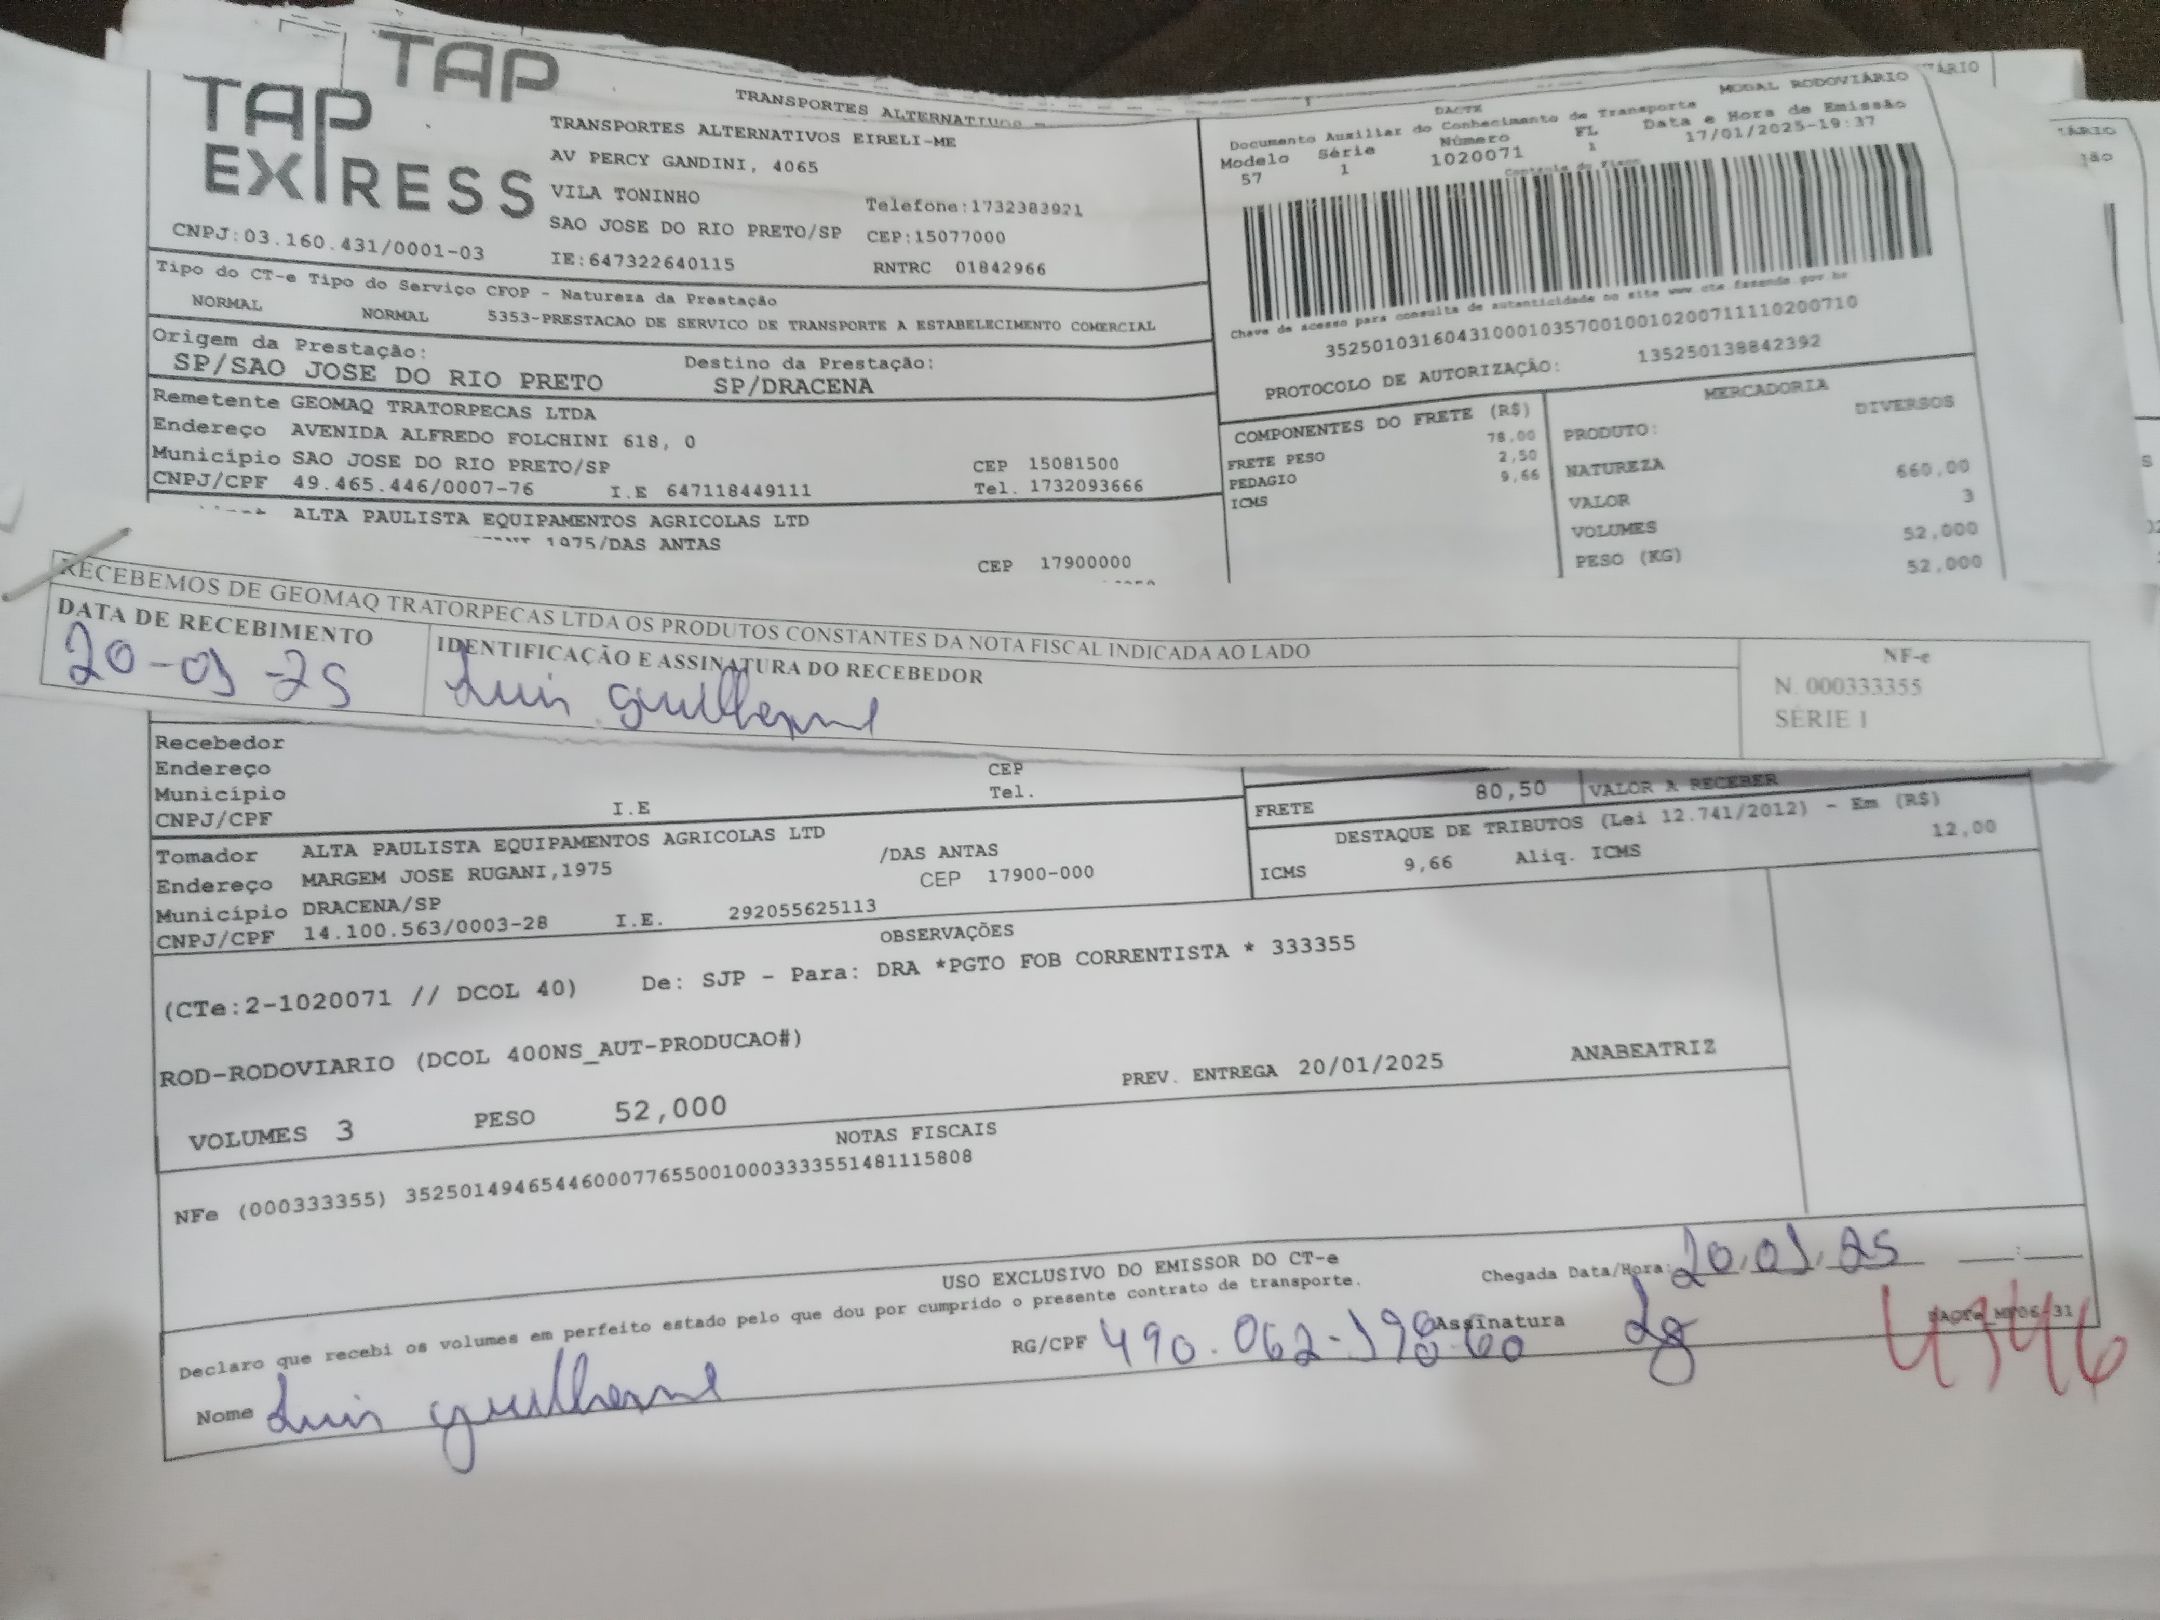 TAP
TRANSPORTES ALTERNATIVOS
TAP
EXPRESS
CNPJ:03.160.431/0001-03
TRANSPORTES ALTERNATIVOS EIRELI-ME
AV PERCY GANDINI, 4065
VILA TONINHO
Telefone:1732383921
SAO JOSE DO RIO PRETO/SP CEP:15077000
IE:647322640115 RNTRC 01842966
MODAL RODOVIÁRIO
DACTE
Documento Auxiliar do Conhecimento de Transporte
Modelo Série Número FL Data e Hora de Emissão
57 1 1020071 1 17/01/2025-19:37
Controle do Fisco
Chave de acesso para consulta de autenticidade no site www.cte.fazenda.gov.br
35250103160431000103570010010200711110200710
PROTOCOLO DE AUTORIZAÇÃO: 135250138842392
Tipo do CT-e Tipo do Serviço CFOP - Natureza da Prestação
NORMAL NORMAL 5353-PRESTACAO DE SERVICO DE TRANSPORTE A ESTABELECIMENTO COMERCIAL
Origem da Prestação: Destino da Prestação:
SP/SAO JOSE DO RIO PRETO SP/DRACENA
Remetente GEOMAQ TRATORPECAS LTDA
Endereço AVENIDA ALFREDO FOLCHINI 618, 0
Município SAO JOSE DO RIO PRETO/SP CEP 15081500
CNPJ/CPF 49.465.446/0007-76 I.E 647118449111 Tel. 1732093666
ALTA PAULISTA EQUIPAMENTOS AGRICOLAS LTD
1975/DAS ANTAS
CEP 17900000
COMPONENTES DO FRETE (R$)
FRETE PESO 78,00
PEDAGIO 2,50
ICMS 9,66
MERCADORIA
PRODUTO: DIVERSOS
NATUREZA
VALOR 660,00
VOLUMES 3
PESO (KG) 52,000
52,000
RECEBEMOS DE GEOMAQ TRATORPECAS LTDA OS PRODUTOS CONSTANTES DA NOTA FISCAL INDICADA AO LADO
DATA DE RECEBIMENTO IDENTIFICAÇÃO E ASSINATURA DO RECEBEDOR
20-01-25 Luis guilherme
NF-e
N. 000333355
SÉRIE 1
Recebedor
Endereço CEP
Município Tel.
CNPJ/CPF I.E
FRETE 80,50 VALOR A RECEBER
DESTAQUE DE TRIBUTOS (Lei 12.741/2012) - Em (R$)
ICMS 9,66 Aliq. ICMS 12,00
Tomador ALTA PAULISTA EQUIPAMENTOS AGRICOLAS LTD
Endereço MARGEM JOSE RUGANI,1975 /DAS ANTAS
Município DRACENA/SP CEP 17900-000
CNPJ/CPF 14.100.563/0003-28 I.E. 292055625113
OBSERVAÇÕES
(CTe:2-1020071 // DCOL 40) De: SJP - Para: DRA *PGTO FOB CORRENTISTA * 333355
ROD-RODOVIARIO (DCOL 400NS_AUT-PRODUCAO#)
PREV. ENTREGA 20/01/2025 ANABEATRIZ
VOLUMES 3 PESO 52,000
NOTAS FISCAIS
NFe (000333355) 35250149465446000776550010003333551481115808
USO EXCLUSIVO DO EMISSOR DO CT-e
Declaro que recebi os volumes em perfeito estado pelo que dou por cumprido o presente contrato de transporte.
Chegada Data/Hora: 20/01/25 __:__
Nome Luis guilherme RG/CPF 490.062-198-60 Assinatura Lg